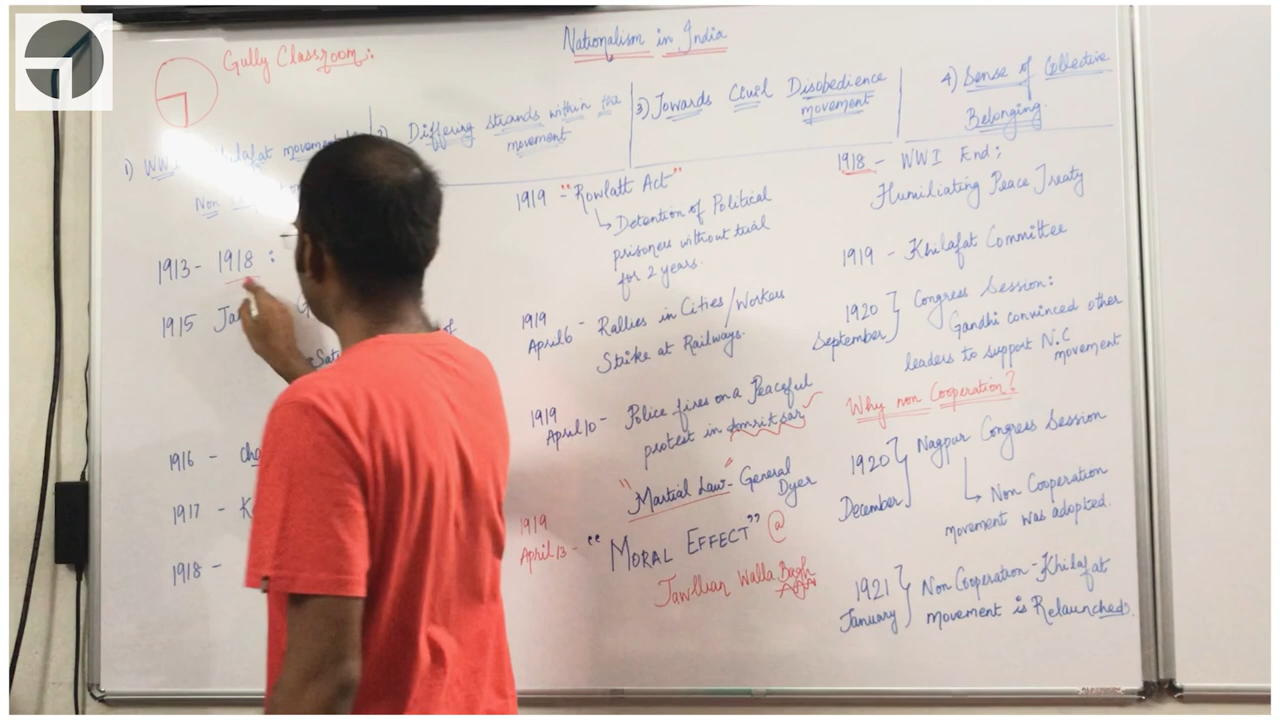 Nationalism in India
Gully Classroom:
1) WWI Khilafat movement
Non
2) Differing strands within the
movement
3) Towards Civil Disobedience
movement
4) Sense of Collective
Belonging.
1913 - 1918 :
1915
1916 -
1917 -
1918 -
of
1919 - "Rowlatt Act"
Detention of Political
prisoners without trial
for 2 years.
1919
April 6 - Rallies in Cities/Workers
Strike at Railways.
1919
April 10 - Police fires on a Peaceful
protest in Amritsar
"Martial Law" - General
Dyer
1919
April 13 - "MORAL EFFECT" @
Jawllian Walla Bagh
1918 - WWI End;
Humiliating Peace Treaty
1919 - Khilafat Committee
1920
September } Congress Session:
Gandhi convinced other
leaders to support N.C
movement
Why non Cooperation?
1920
December } Nagpur Congress Session
Non Cooperation
movement was adopted.
1921
January } Non Cooperation - Khilafat
movement is Relaunched.